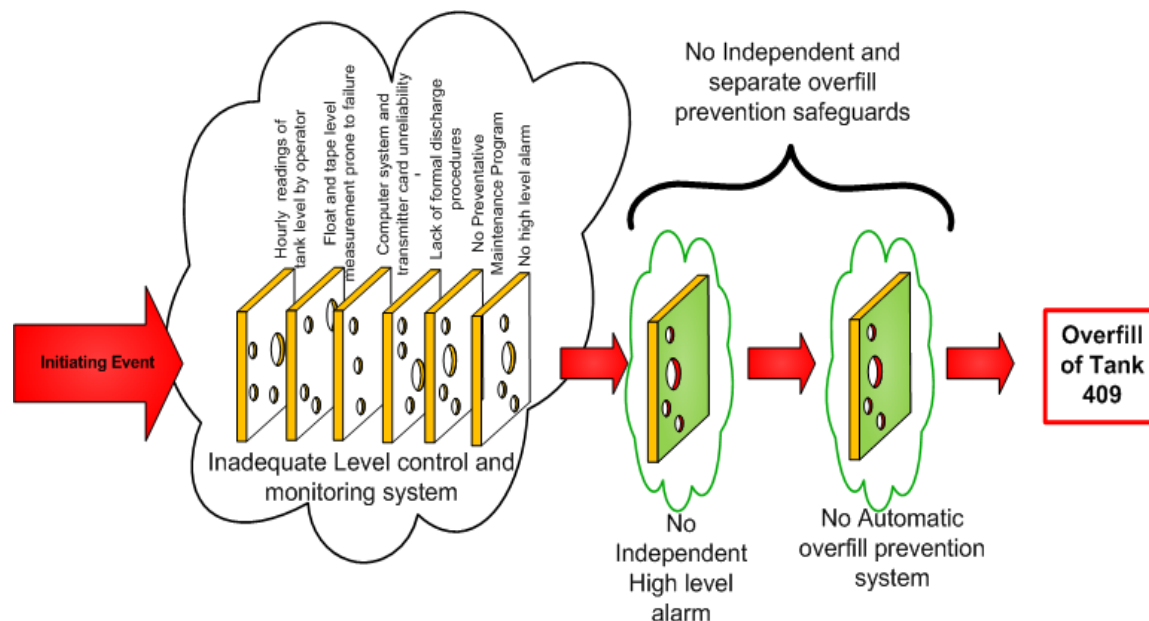 No Independent and
separate overfill
prevention safeguards
Hourly readings of
tank level by operator
Float and tape level
measurement prone to failure
Computer system and
transmitter card unreliability
Lack of formal discharge
procedures
No Preventative
Maintenance Program
No high level alarm
Initiating Event
Inadequate Level control and
monitoring system
No
Independent
High level
alarm
No Automatic
overfill prevention
system
Overfill
of Tank
409